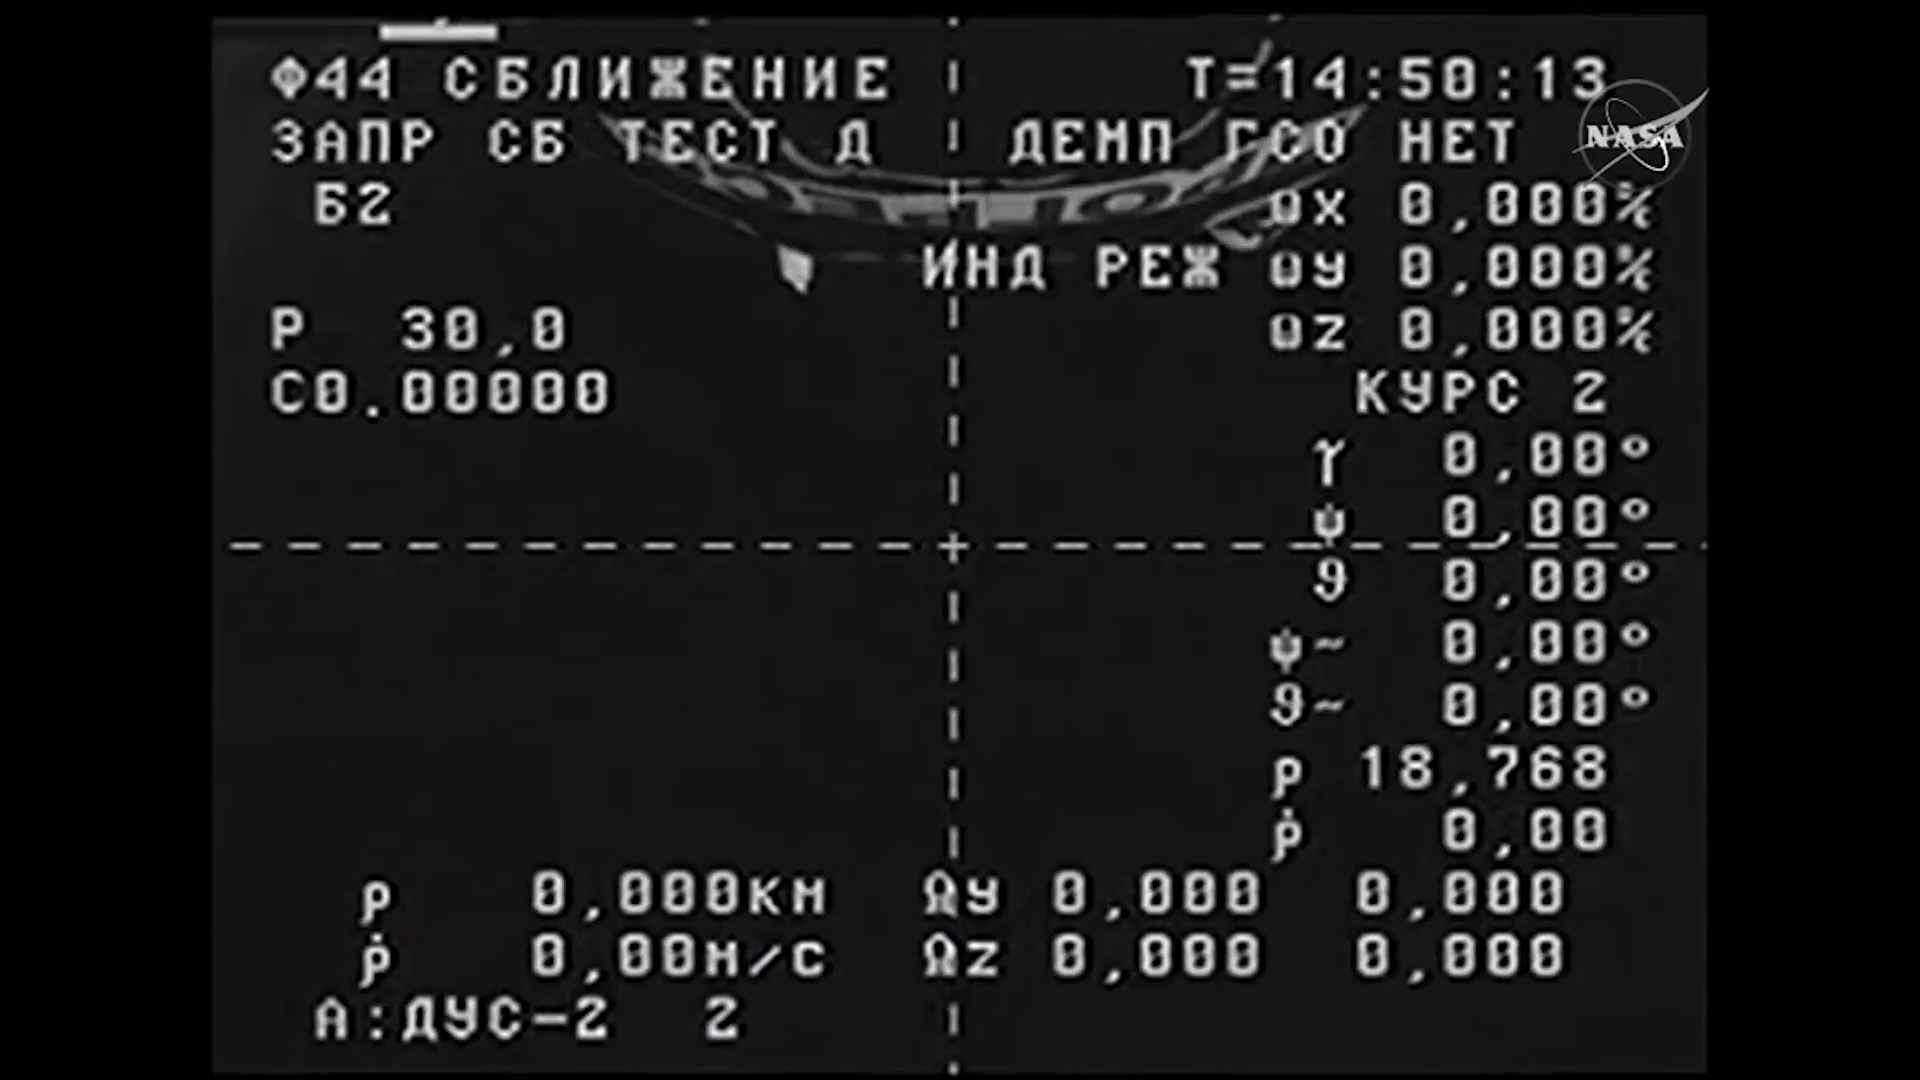 Ф44 СБЛИЖЕНИЕ T=14:50:13
ЗАПР СБ ТЕСТ Д ДЕМП ГСО НЕТ
NASA
Б2 ΩX 0,000%
ИНД РЕЖ ΩУ 0,000%
P 30,0 ΩZ 0,000%
С0.00000 КУРС 2
γ 0,00°
ψ 0,00°
ϑ 0,00°
ψ~ 0,00°
ϑ~ 0,00°
ρ 18,768
ρ̇ 0,00
ρ 0,000КМ ΩУ 0,000 0,000
ρ̇ 0,00М/С ΩZ 0,000 0,000
А:ДУС-2 2